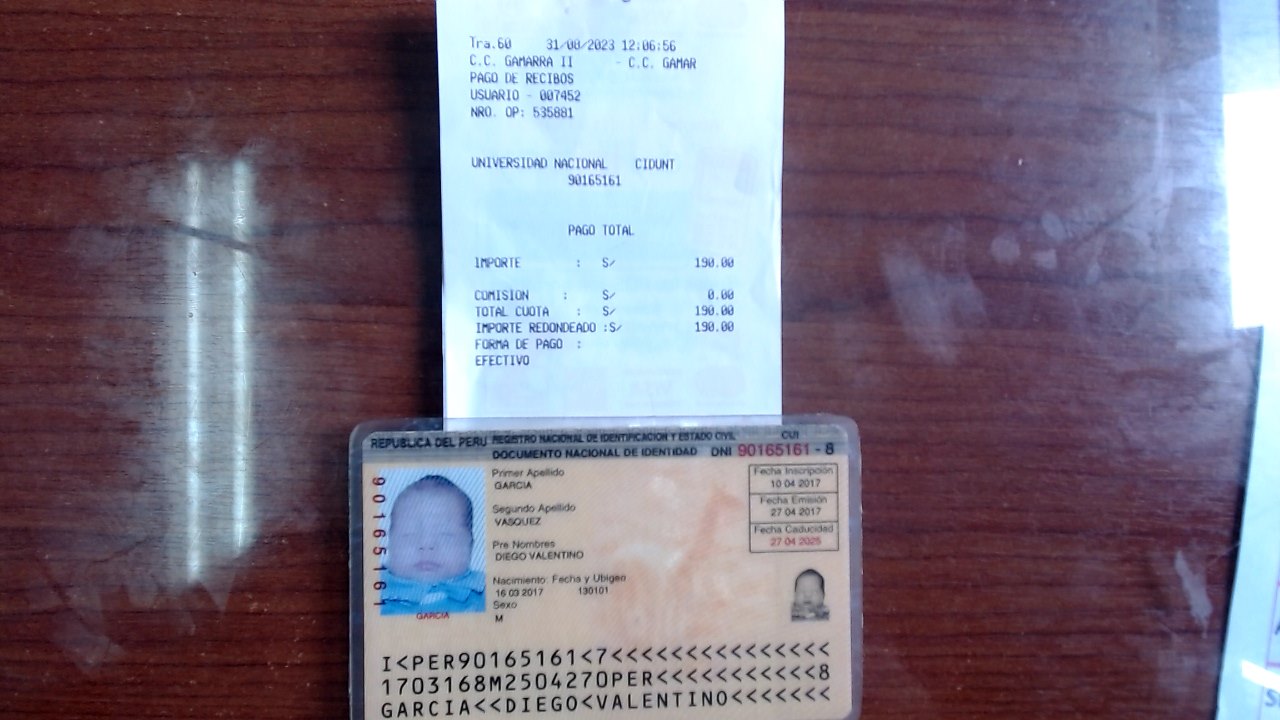 Tra.60 31/08/2023 12:06:56
C.C. GAMARRA II - C.C. GAMAR
PAGO DE RECIBOS
USUARIO - 007452
NRO. OP: 535881
UNIVERSIDAD NACIONAL CIDUNT
90165161
PAGO TOTAL
IMPORTE : S/ 190.00
COMISION : S/ 0.00
TOTAL CUOTA : S/ 190.00
IMPORTE REDONDEADO :S/ 190.00
FORMA DE PAGO :
EFECTIVO
REPUBLICA DEL PERU REGISTRO NACIONAL DE IDENTIFICACION Y ESTADO CIVIL CUI
DOCUMENTO NACIONAL DE IDENTIDAD DNI 90165161 - 8
90165161
GARCIA
Primer Apellido
GARCIA
Segundo Apellido
VASQUEZ
Pre Nombres
DIEGO VALENTINO
Nacimiento: Fecha y Ubigeo
16 03 2017 130101
Sexo
M
Fecha Inscripción
10 04 2017
Fecha Emisión
27 04 2017
Fecha Caducidad
27 04 2025
I<PER90165161<7<<<<<<<<<<<<<<<
1703168M2504270PER<<<<<<<<<<<8
GARCIA<<DIEGO<VALENTINO<<<<<<<